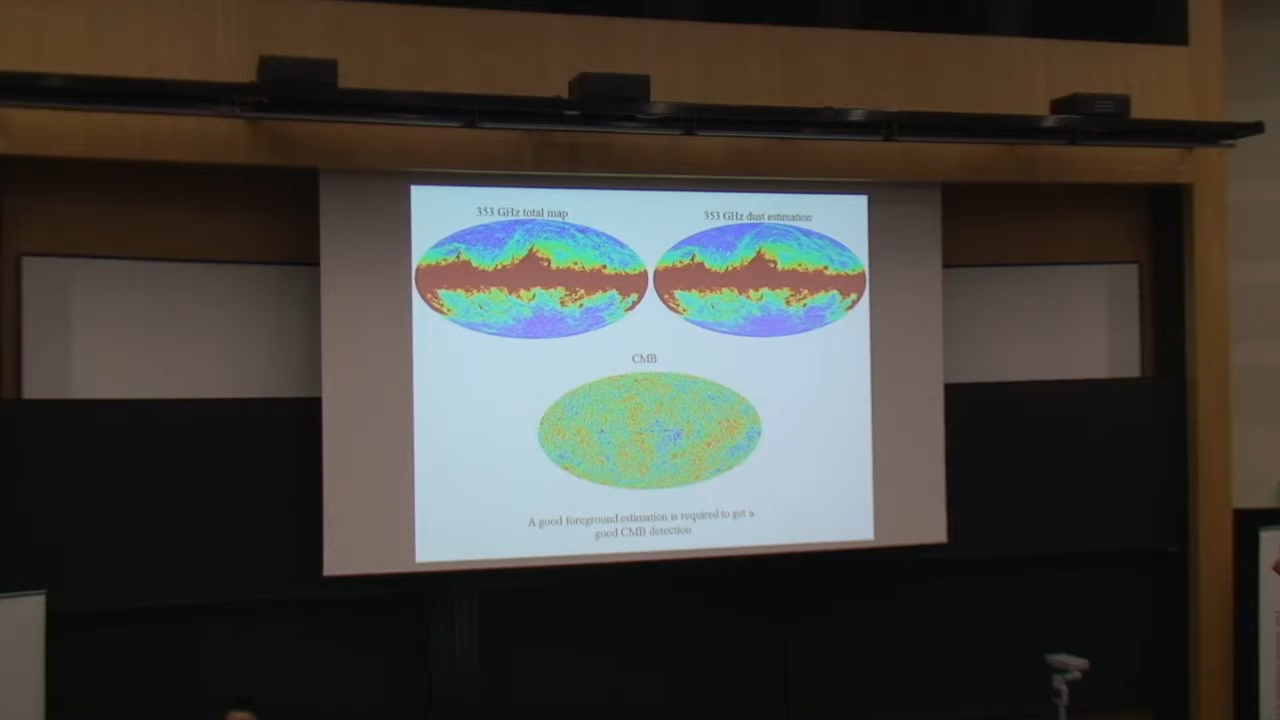 353 GHz total map
353 GHz dust estimation
CMB
A good foreground estimation is required to get a
good CMB detection